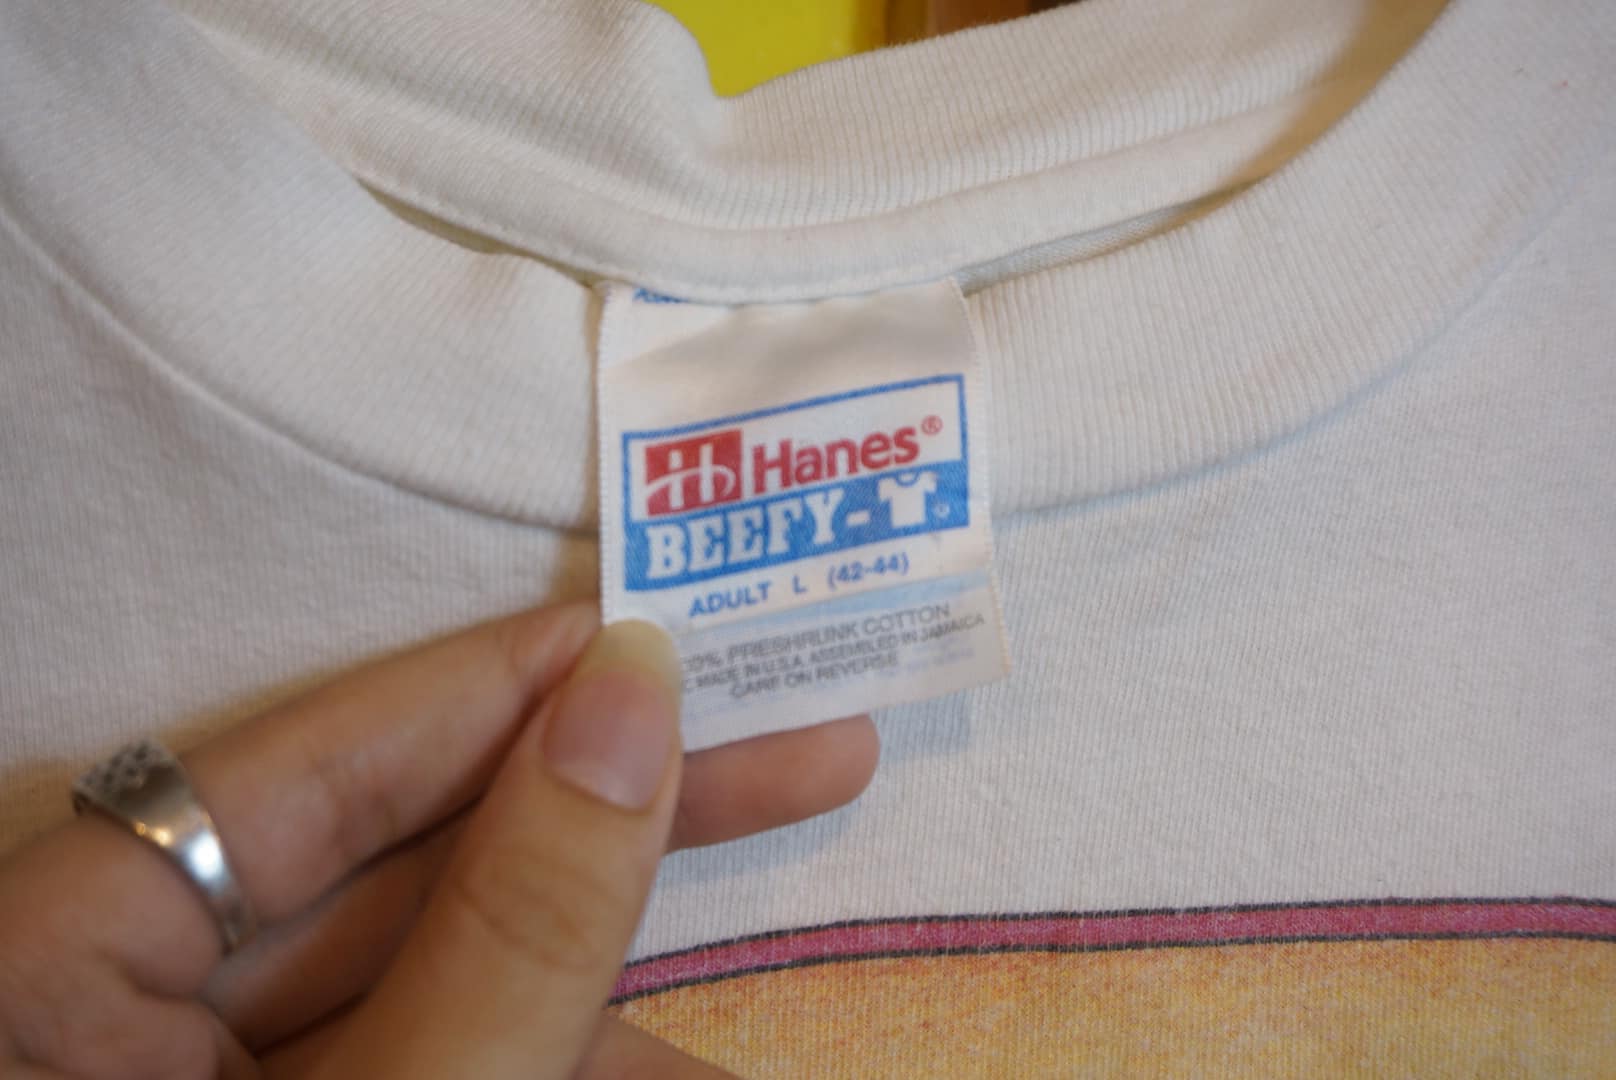 Hanes®
BEEFY-
ADULT L (42-44)
PRESHRUNK COTTON
MADE IN U.S.A. ASSEMBLED IN JAMAICA
CARE ON REVERSE